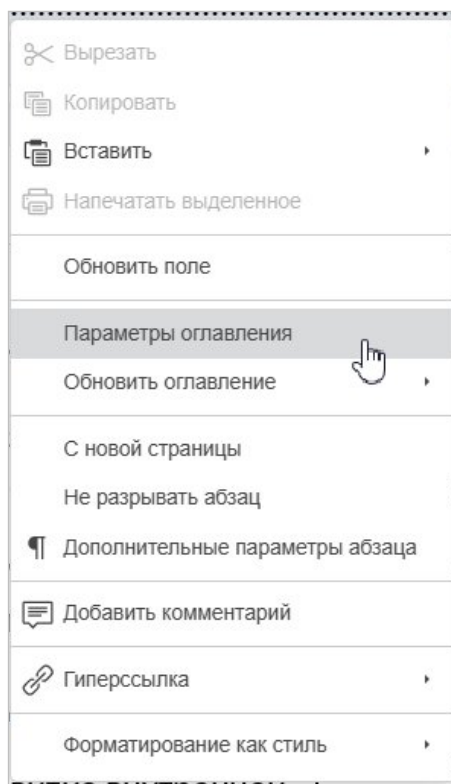 Вырезать
Копировать
Вставить
Напечатать выделенное
Обновить поле
Параметры оглавления
Обновить оглавление
С новой страницы
Не разрывать абзац
¶ Дополнительные параметры абзаца
Добавить комментарий
Гиперссылка
Форматирование как стиль